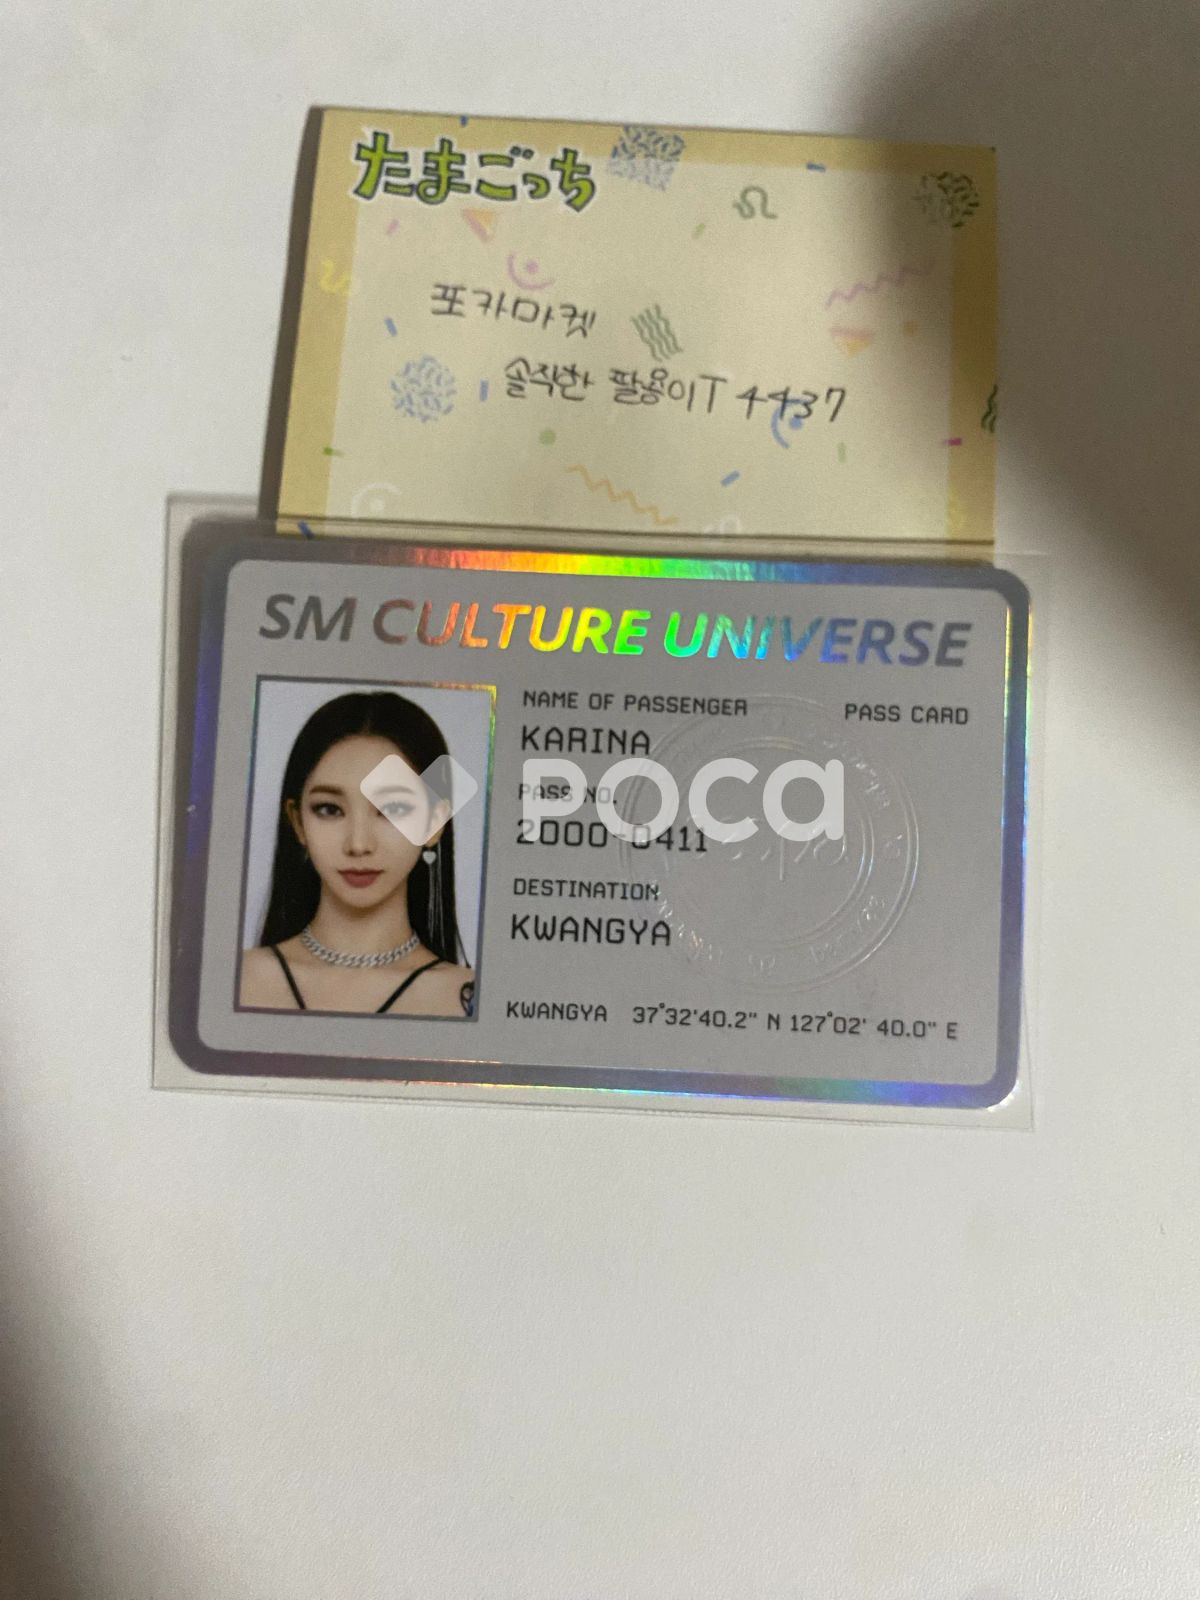 たまごっち
포카마켓
솔직한 팔용이T 4437
SM CULTURE UNIVERSE
NAME OF PASSENGER
PASS CARD
KARINA
poca
PASS NO.
2000-0411
DESTINATION
KWANGYA
KWANGYA 37°32'40.2" N 127°02' 40.0" E